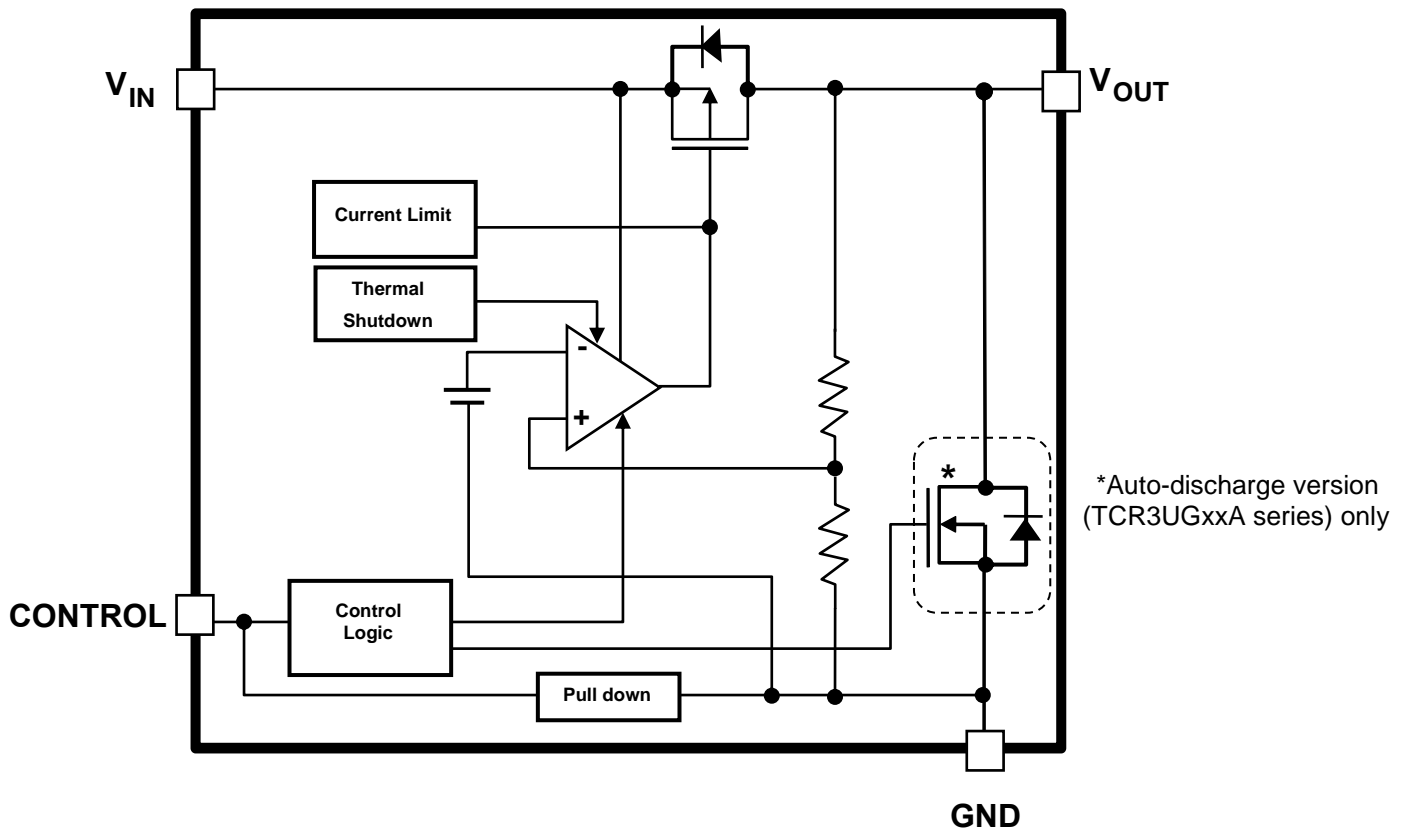 VIN
VOUT
Current Limit
Thermal
Shutdown
-
+
*
*Auto-discharge version
(TCR3UGxxA series) only
CONTROL
Control
Logic
Pull down
GND